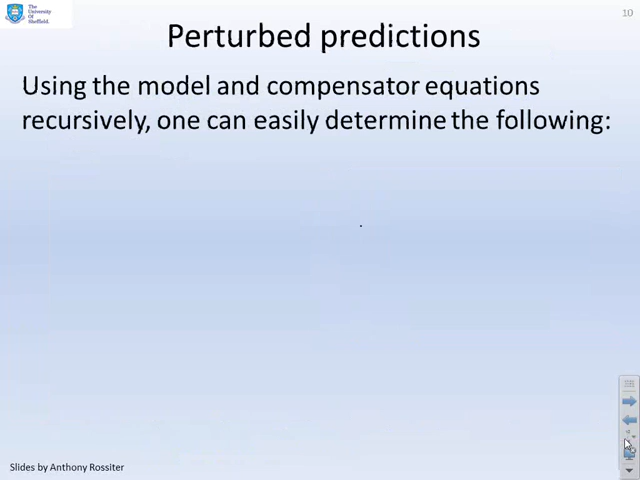 The
University
Of
Sheffield.
10
Perturbed predictions
Using the model and compensator equations
recursively, one can easily determine the following:
Slides by Anthony Rossiter